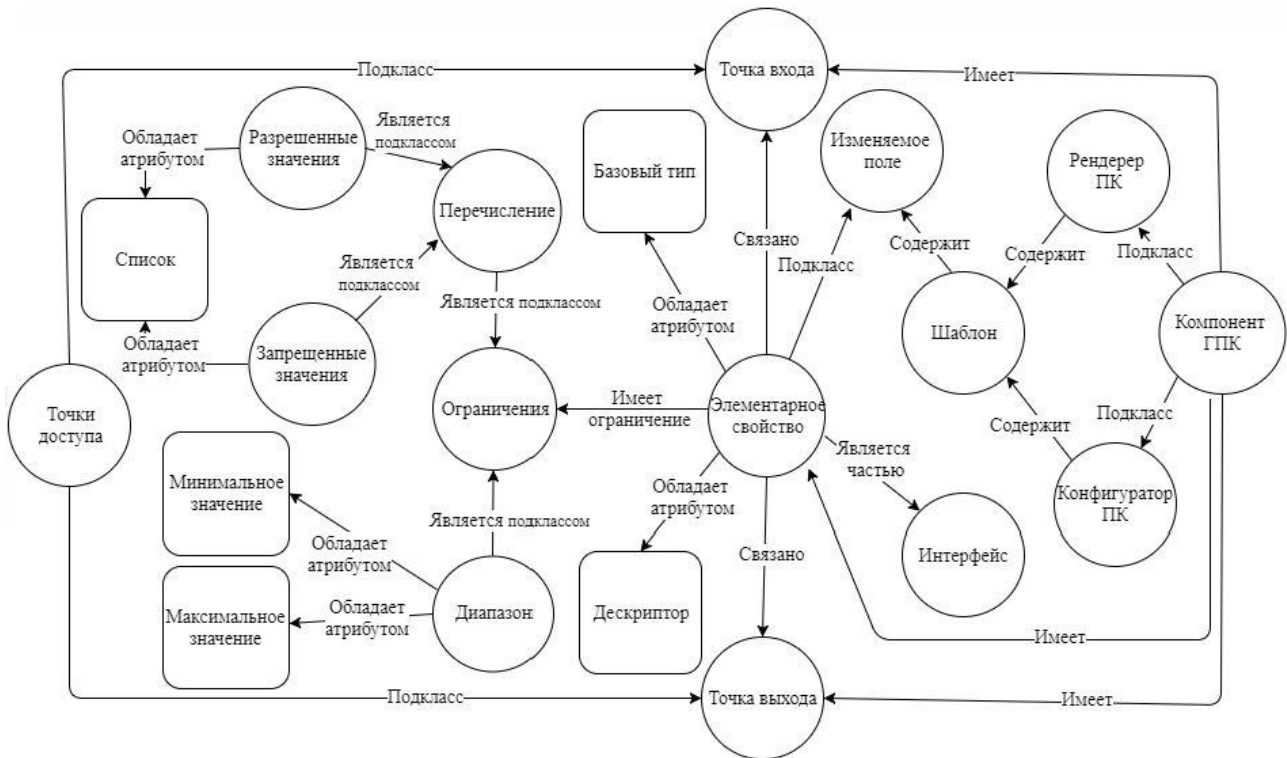 Подкласс
Точка входа
Имеет
Обладает
атрибутом
Разрешенные
значения
Является
подклассом
Базовый тип
Изменяемое
поле
Рендерер
ПК
Перечисление
Список
Является
подклассом
Связано
Подкласс
Содержит
Содержит
Подкласс
Является подклассом
Обладает
атрибутом
Шаблон
Компонент
ГПК
Обладает
атрибутом
Запрещенные
значения
Точки
доступа
Ограничения
Имеет
ограничение
Элементарное
свойство
Содержит
Подкласс
Является
частью
Минимальное
значение
Обладает
атрибутом
Конфигуратор
ПК
Является подклассом
Обладает
атрибутом
Связано
Интерфейс
Максимальное
значение
Обладает
атрибутом
Диапазон
Дескриптор
Имеет
Подкласс
Точка выхода
Имеет